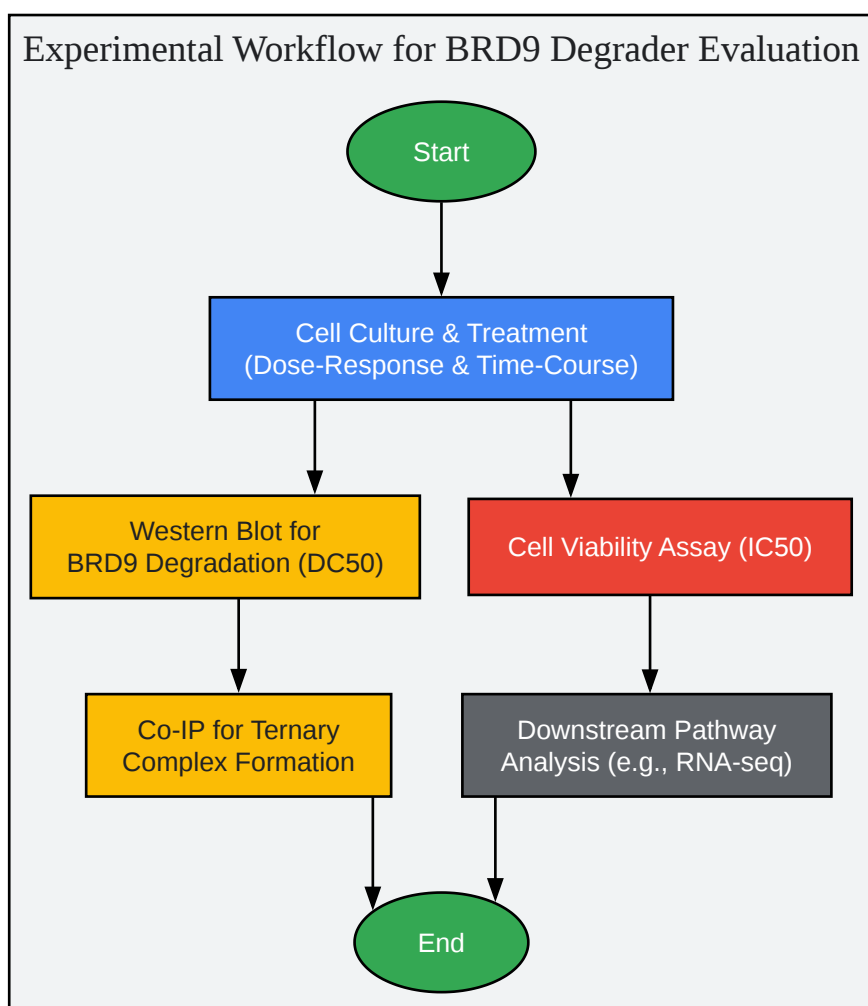 Experimental Workflow for BRD9 Degrader Evaluation
Start
Cell Culture & Treatment
(Dose-Response & Time-Course)
Western Blot for
BRD9 Degradation (DC50)
Cell Viability Assay (IC50)
Co-IP for Ternary
Complex Formation
Downstream Pathway
Analysis (e.g., RNA-seq)
End